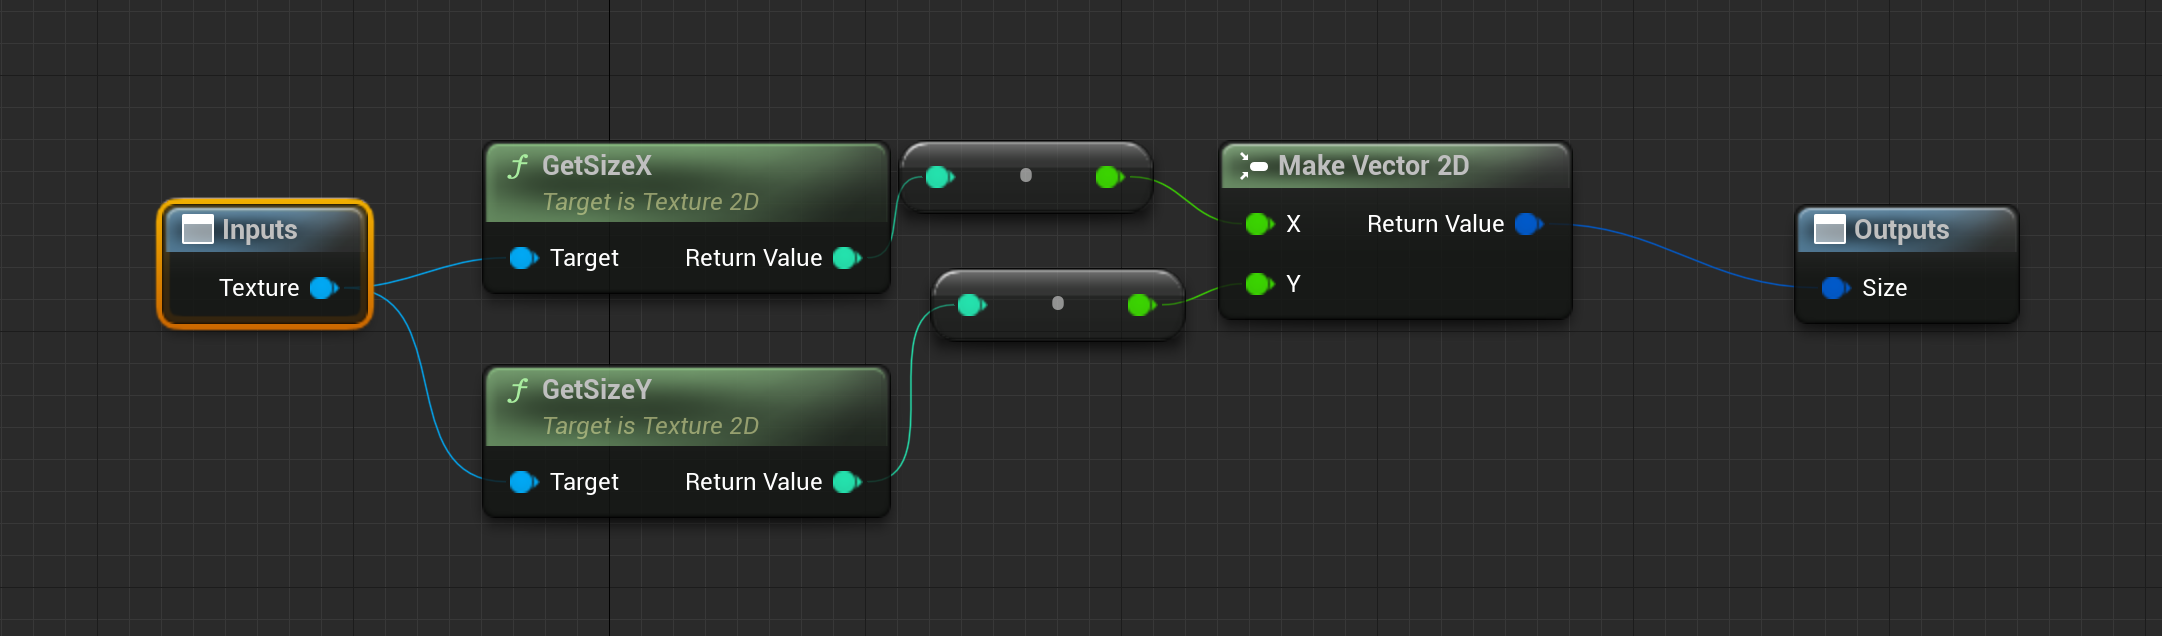 Inputs
Texture
GetSizeX
Target is Texture 2D
Target Return Value
GetSizeY
Target is Texture 2D
Target Return Value
Make Vector 2D
X Return Value
Y
Outputs
Size